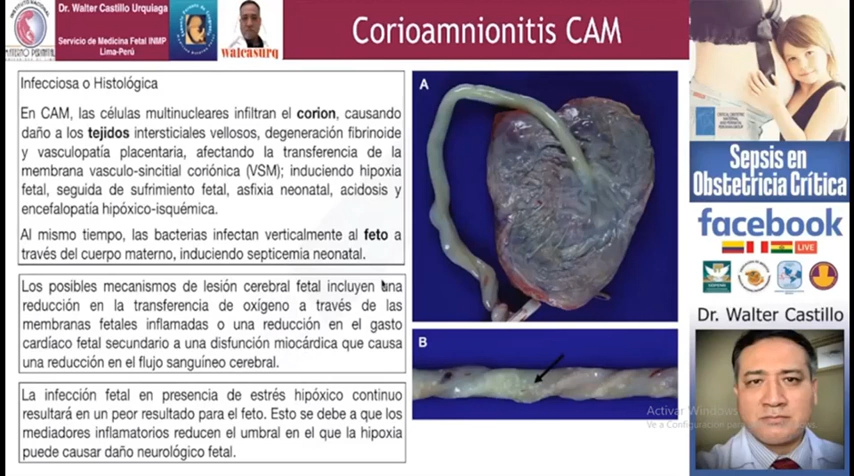 Dr. Walter Castillo Urquiaga
Servicio de Medicina Fetal INMP
Lima-Perú
walcasurq
Corioamnionitis CAM
Infecciosa o Histológica
En CAM, las células multinucleares infiltran el corion, causando
daño a los tejidos intersticiales vellosos, degeneración fibrinoide
y vasculopatía placentaria, afectando la transferencia de la
membrana vasculo-sincitial coriónica (VSM); induciendo hipoxia
fetal, seguida de sufrimiento fetal, asfixia neonatal, acidosis y
encefalopatía hipóxico-isquémica.
Al mismo tiempo, las bacterias infectan verticalmente al feto a
través del cuerpo materno, induciendo septicemia neonatal.
Los posibles mecanismos de lesión cerebral fetal incluyen una
reducción en la transferencia de oxígeno a través de las
membranas fetales inflamadas o una reducción en el gasto
cardíaco fetal secundario a una disfunción miocárdica que causa
una reducción en el flujo sanguíneo cerebral.
La infección fetal en presencia de estrés hipóxico continuo
resultará en un peor resultado para el feto. Esto se debe a que los
mediadores inflamatorios reducen el umbral en el que la hipoxia
puede causar daño neurológico fetal.
A
B
Activar Windows
Ve a Configuración
Sepsis en
Obstetricia Crítica
facebook
LIVE
Dr. Walter Castillo